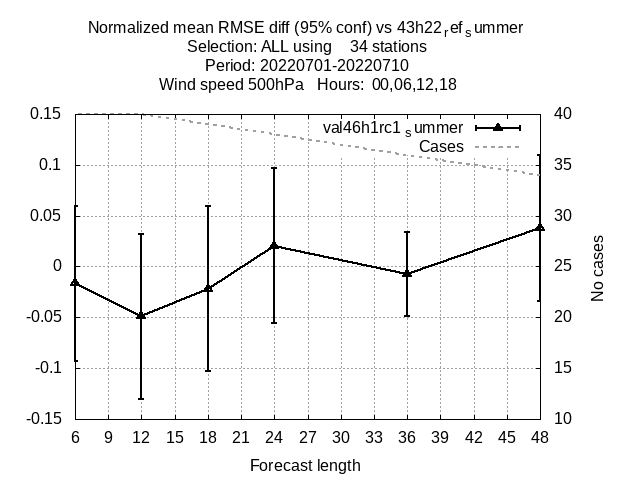 Normalized mean RMSE diff (95% conf) vs 43h22refsummer
Selection: ALL using 34 stations
Period: 20220701-20220710
Wind speed 500hPa Hours: 00,06,12,18
val46h1rc1summer
Cases
0.15
0.1
0.05
0
-0.05
-0.1
-0.15
40
35
30
25
20
15
10
No cases
6 9 12 15 18 21 24 27 30 33 36 39 42 45 48
Forecast length